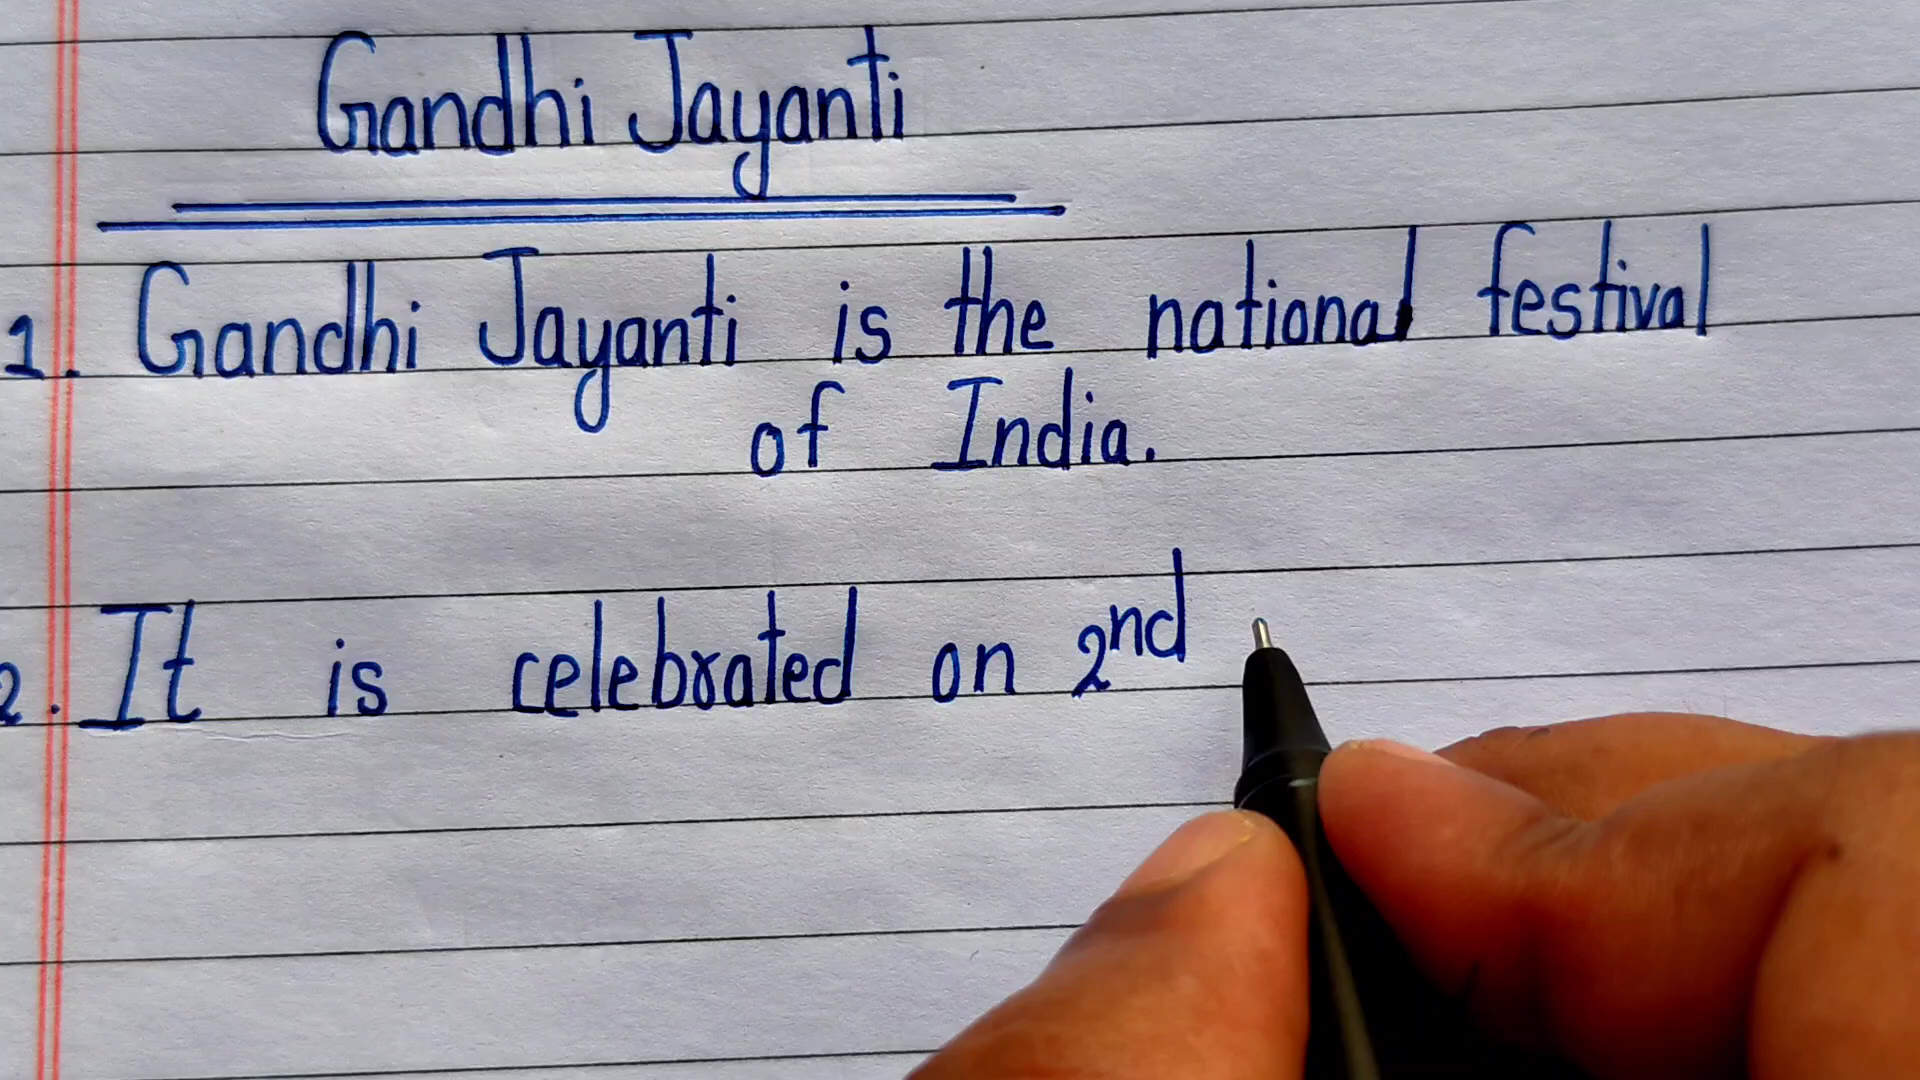 Gandhi Jayanti
1. Gandhi Jayanti is the national festival
of India.
2. It is celebrated on 2nd